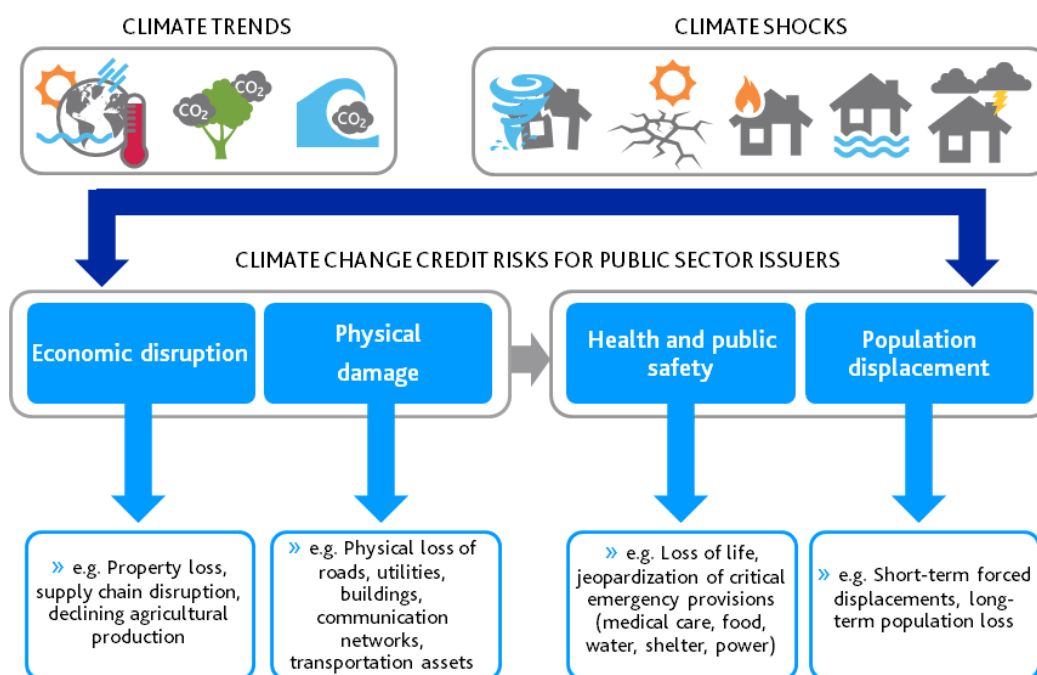 CLIMATE TRENDS
CLIMATE SHOCKS
CO2
CO2
CO2
CLIMATE CHANGE CREDIT RISKS FOR PUBLIC SECTOR ISSUERS
Economic disruption
Physical
damage
Health and public
safety
Population
displacement
» e.g. Property loss,
supply chain disruption,
declining agricultural
production
» e.g. Physical loss of
roads, utilities,
buildings,
communication
networks,
transportation assets
» e.g. Loss of life,
jeopardization of critical
emergency provisions
(medical care, food,
water, shelter, power)
» e.g. Short-term forced
displacements, long-
term population loss